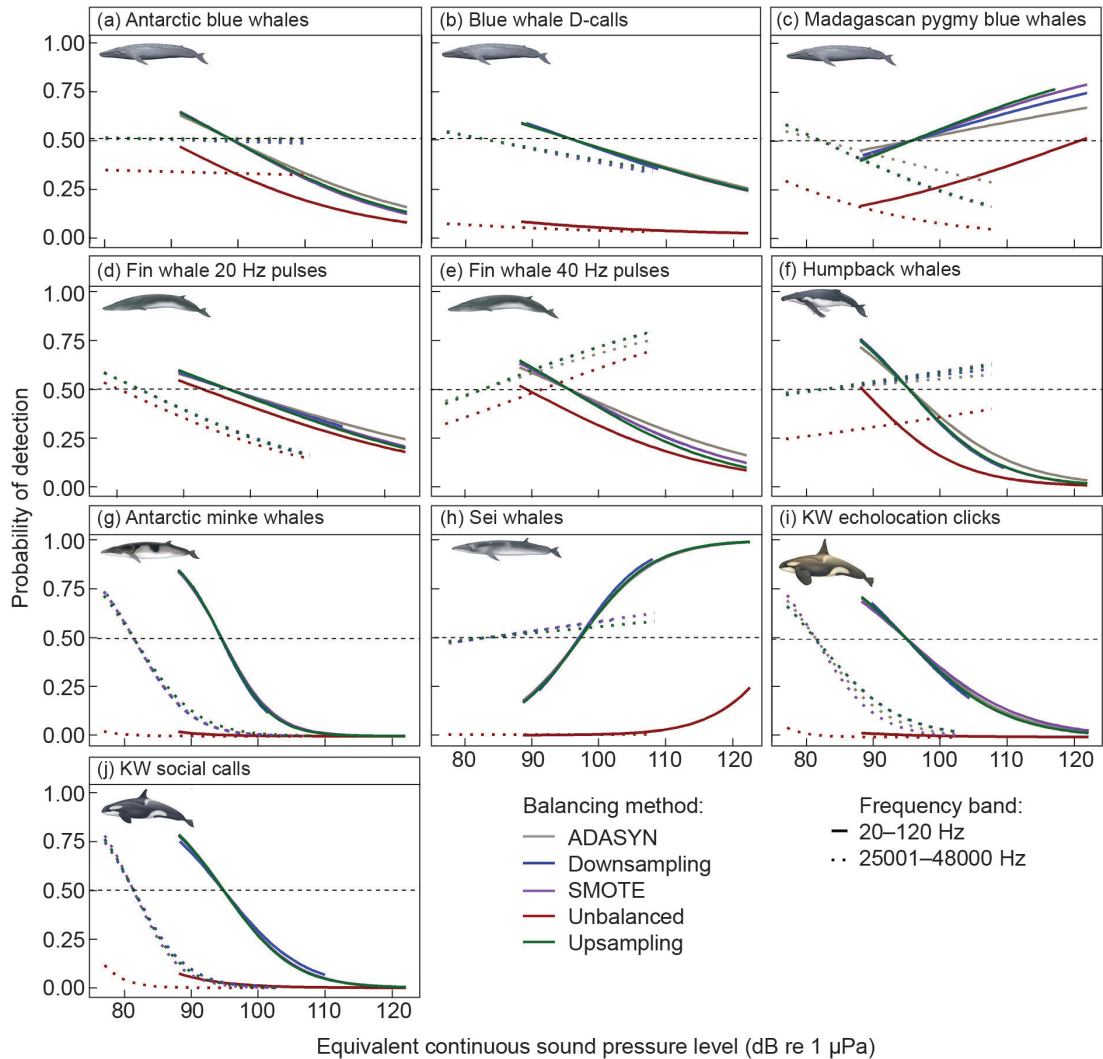 (a) Antarctic blue whales
(b) Blue whale D-calls
(c) Madagascan pygmy blue whales
1.00
0.75
0.50
0.25
0.00
(d) Fin whale 20 Hz pulses
(e) Fin whale 40 Hz pulses
(f) Humpback whales
1.00
0.75
0.50
0.25
0.00
Probability of detection
(g) Antarctic minke whales
(h) Sei whales
(i) KW echolocation clicks
1.00
0.75
0.50
0.25
0.00
80 90 100 110 120
80 90 100 110 120
(j) KW social calls
1.00
0.75
0.50
0.25
0.00
80 90 100 110 120
Balancing method:
ADASYN
Downsampling
SMOTE
Unbalanced
Upsampling
Frequency band:
20–120 Hz
25001–48000 Hz
Equivalent continuous sound pressure level (dB re 1 µPa)